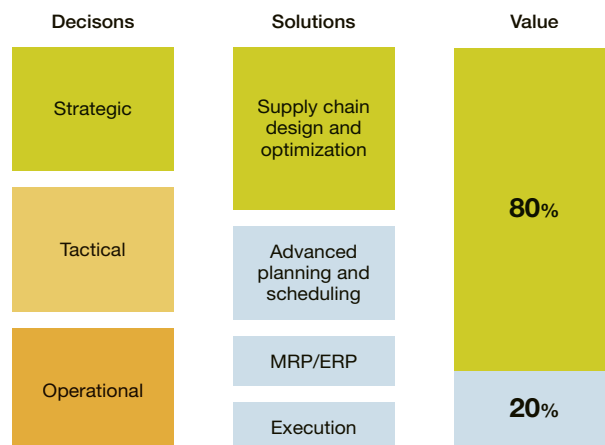 Decisons
Solutions
Value
Strategic
Supply chain
design and
optimization
80%
Tactical
Advanced
planning and
scheduling
Operational
MRP/ERP
Execution
20%